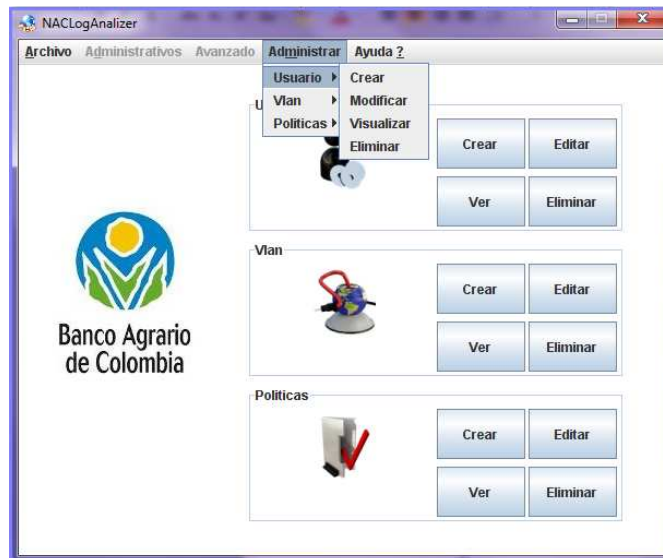 NACLogAnalizer
Archivo Administrativos Avanzado Administrar Ayuda ?
Usuario Crear
Vlan Modificar
Politicas Visualizar
Eliminar
U
Crear Editar
Ver Eliminar
Vlan
Crear Editar
Ver Eliminar
Banco Agrario
de Colombia
Politicas
Crear Editar
Ver Eliminar